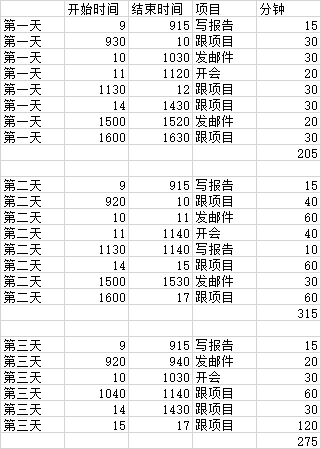 开始时间 结束时间 项目 分钟
第一天 9 915 写报告 15
第一天 930 10 跟项目 30
第一天 10 1030 发邮件 30
第一天 11 1120 开会 20
第一天 1130 12 跟项目 30
第一天 14 1430 跟项目 30
第一天 1500 1520 发邮件 20
第一天 1600 1630 跟项目 30
205
第二天 9 915 写报告 15
第二天 920 10 跟项目 40
第二天 10 11 发邮件 60
第二天 11 1140 开会 40
第二天 1130 1140 写报告 10
第二天 14 15 跟项目 60
第二天 1500 1530 发邮件 30
第二天 1600 17 跟项目 60
315
第三天 9 915 写报告 15
第三天 920 940 发邮件 20
第三天 10 1030 开会 30
第三天 1040 1140 跟项目 60
第三天 14 1430 跟项目 30
第三天 15 17 跟项目 120
275